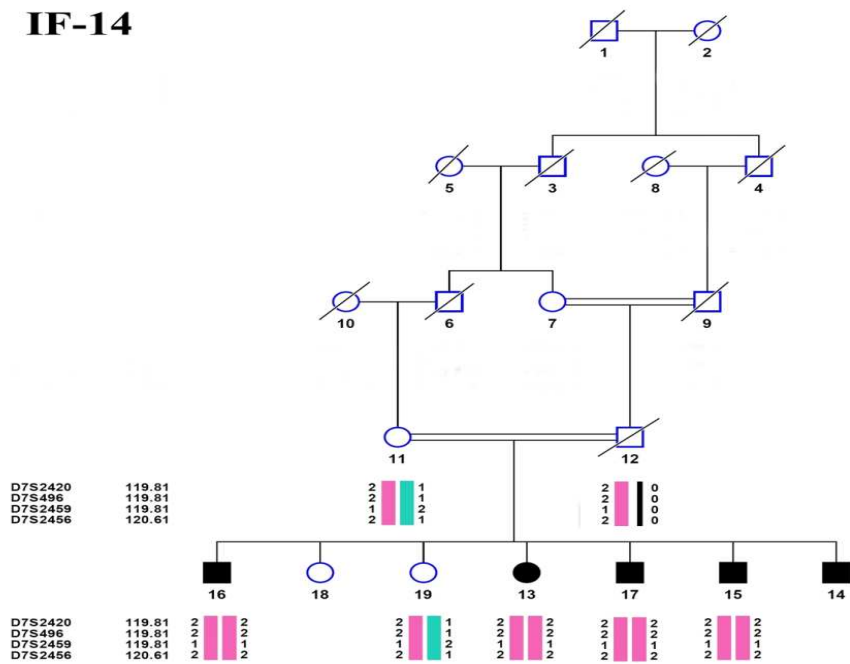 IF-14
1 2
5 3 8 4
10 6 7 9
11 12
D7S2420 119.81 2 1 2 0
D7S496 119.81 2 1 2 0
D7S2459 119.81 1 2 1 0
D7S2456 120.61 2 1 2 0
16 18 19 13 17 15 14
D7S2420 119.81 2 2 2 1 2 2 2 2 2 2
D7S496 119.81 2 2 2 1 2 2 2 2 2 2
D7S2459 119.81 1 1 1 2 1 1 1 1 1 1
D7S2456 120.61 2 2 2 1 2 2 2 2 2 2